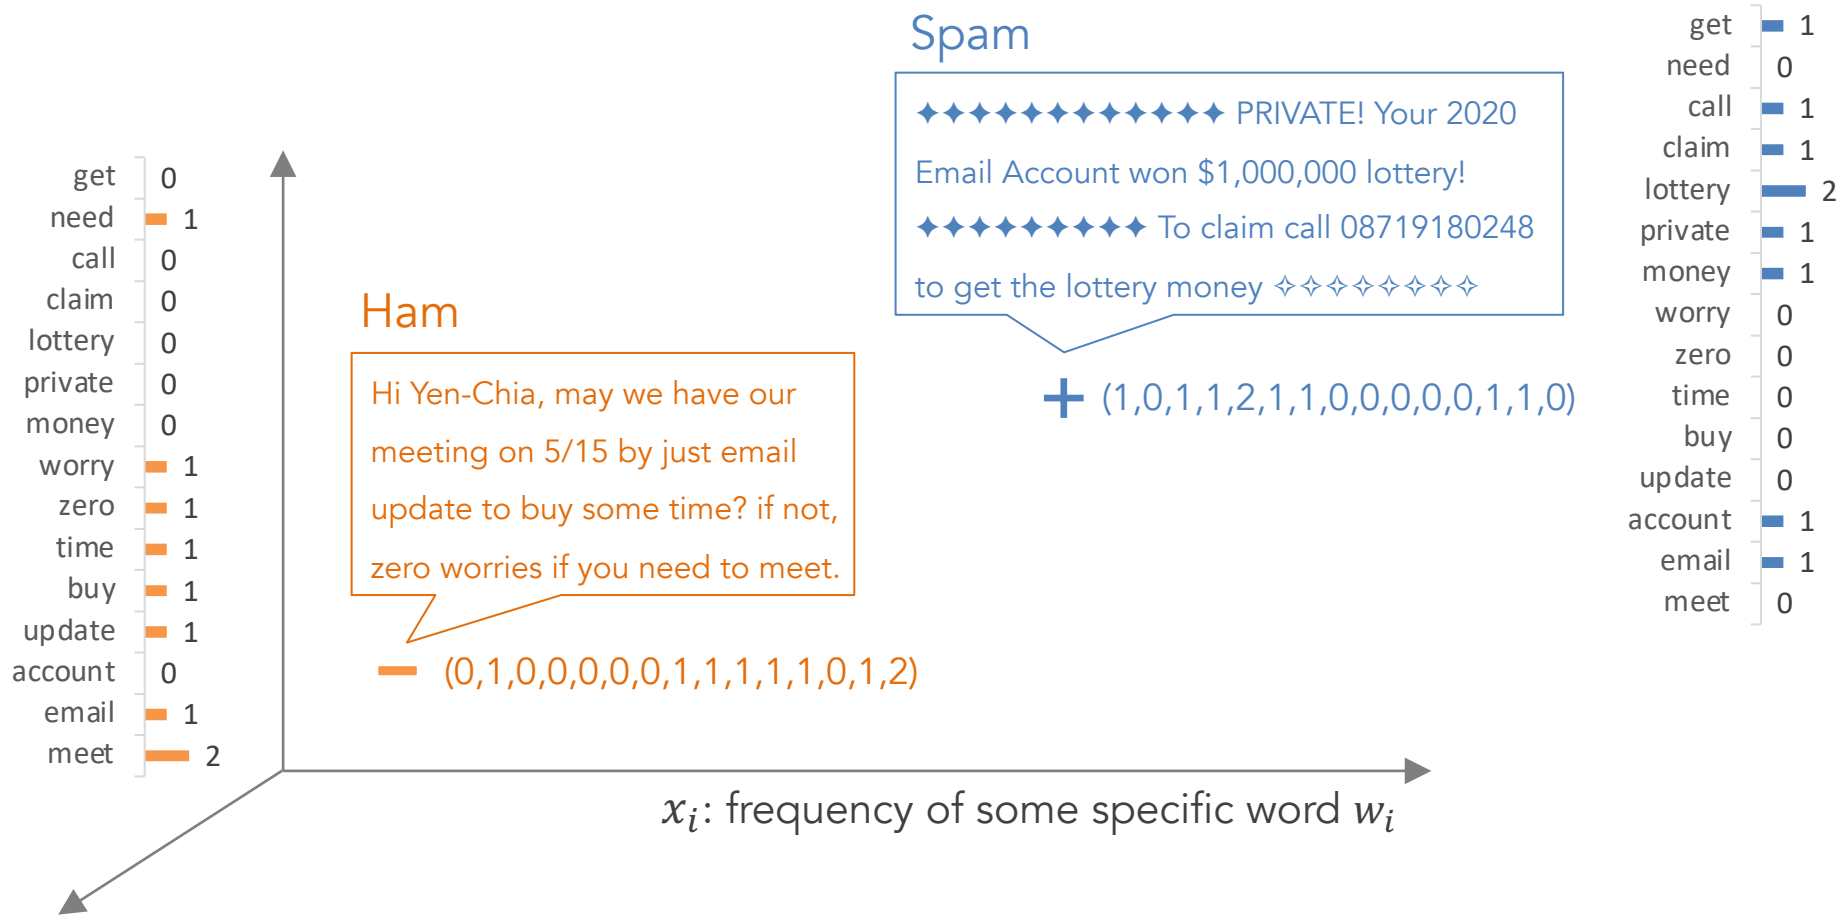 get 0
need 1
call 0
claim 0
lottery 0
private 0
money 0
worry 1
zero 1
time 1
buy 1
update 1
account 0
email 1
meet 2
Ham
Hi Yen-Chia, may we have our
meeting on 5/15 by just email
update to buy some time? if not,
zero worries if you need to meet.
(0,1,0,0,0,0,0,1,1,1,1,1,0,1,2)
Spam
✦✦✦✦✦✦✦✦✦✦✦✦ PRIVATE! Your 2020
Email Account won $1,000,000 lottery!
✦✦✦✦✦✦✦✦✦ To claim call 08719180248
to get the lottery money ✧✧✧✧✧✧✧✧
+ (1,0,1,1,2,1,1,0,0,0,0,0,1,1,0)
xᵢ: frequency of some specific word wᵢ
get 1
need 0
call 1
claim 1
lottery 2
private 1
money 1
worry 0
zero 0
time 0
buy 0
update 0
account 1
email 1
meet 0